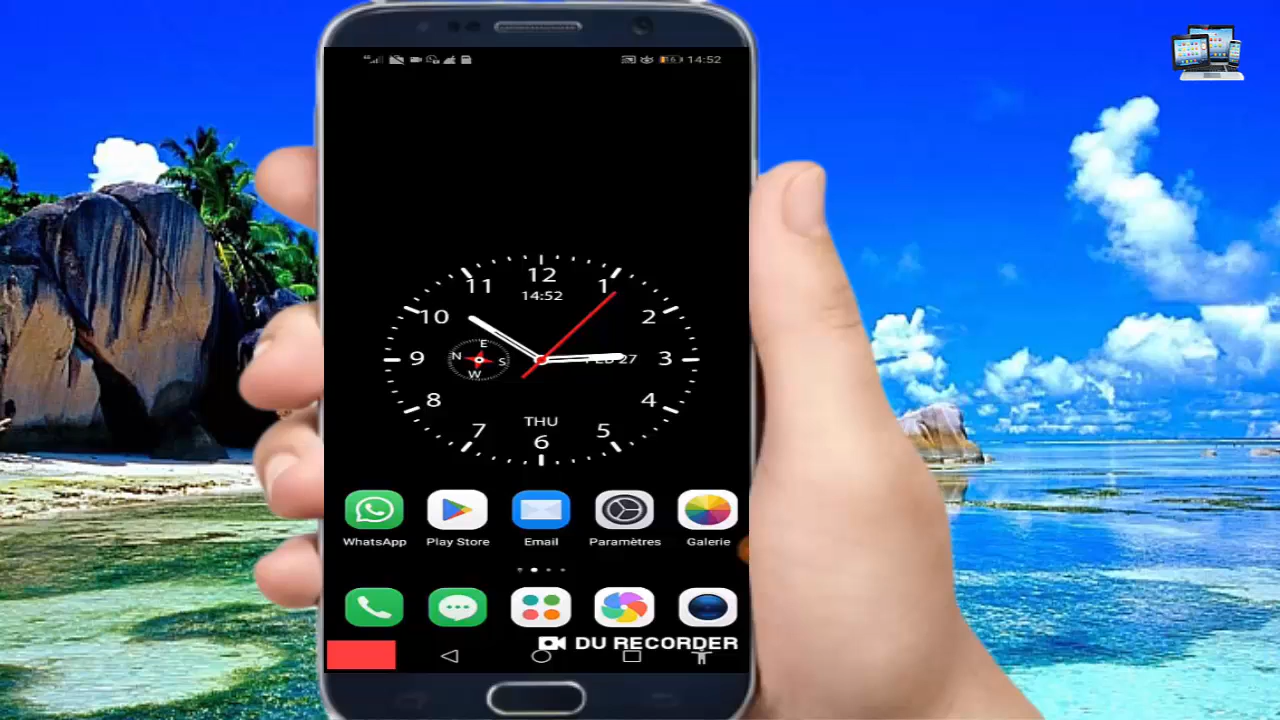 14:52
12
11
1
14:52
10
2
E
N
S
W
9
3
27
8
4
THU
7
5
6
WhatsApp
Play Store
Email
Paramètres
Galerie
DU RECORDER